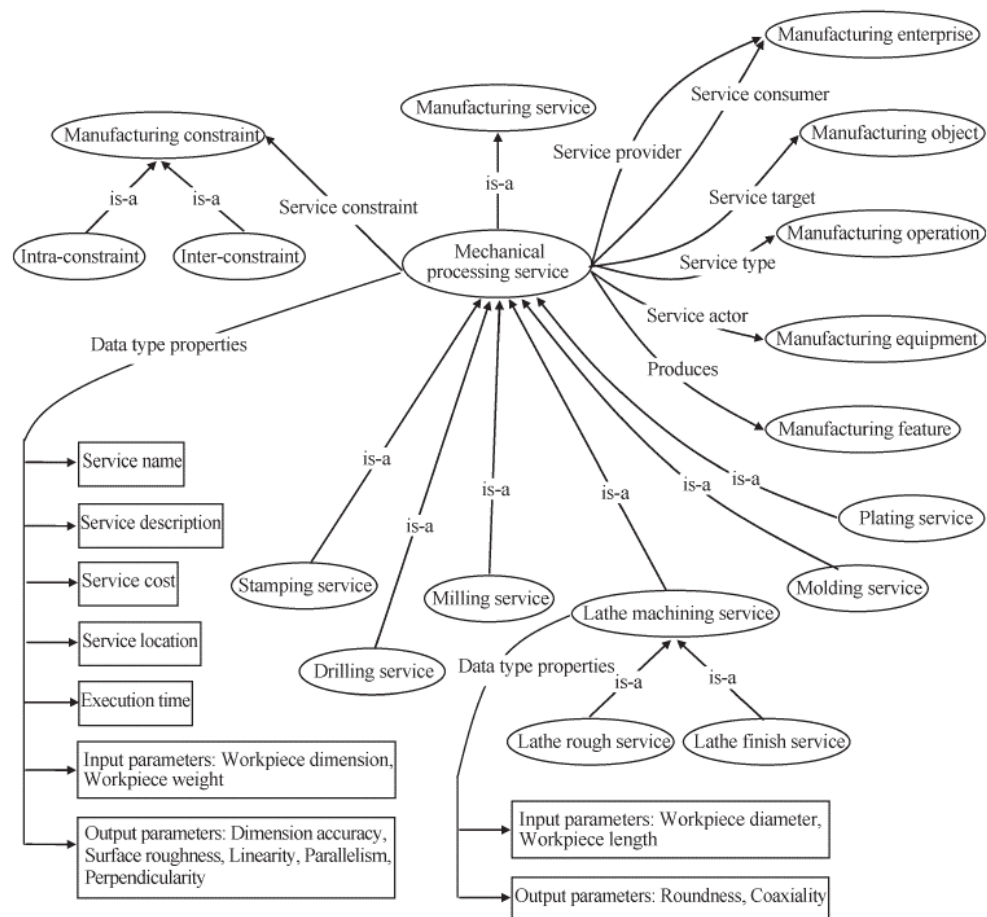 Manufacturing enterprise
Service consumer
Manufacturing service
Manufacturing constraint
Manufacturing object
Service provider
is-a
is-a
is-a
Service constraint
Service target
Manufacturing operation
Intra-constraint
Inter-constraint
Mechanical
processing service
Service type
Service actor
Data type properties
Manufacturing equipment
Produces
Manufacturing feature
Service name
is-a
is-a
is-a
is-a
is-a
is-a
Service description
Plating service
Service cost
Stamping service
Milling service
Molding service
Lathe machining service
Service location
Drilling service
Data type properties
is-a
is-a
Execution time
Lathe rough service
Lathe finish service
Input parameters: Workpiece dimension,
Workpiece weight
Output parameters: Dimension accuracy,
Surface roughness, Linearity, Parallelism,
Perpendicularity
Input parameters: Workpiece diameter,
Workpiece length
Output parameters: Roundness, Coaxiality